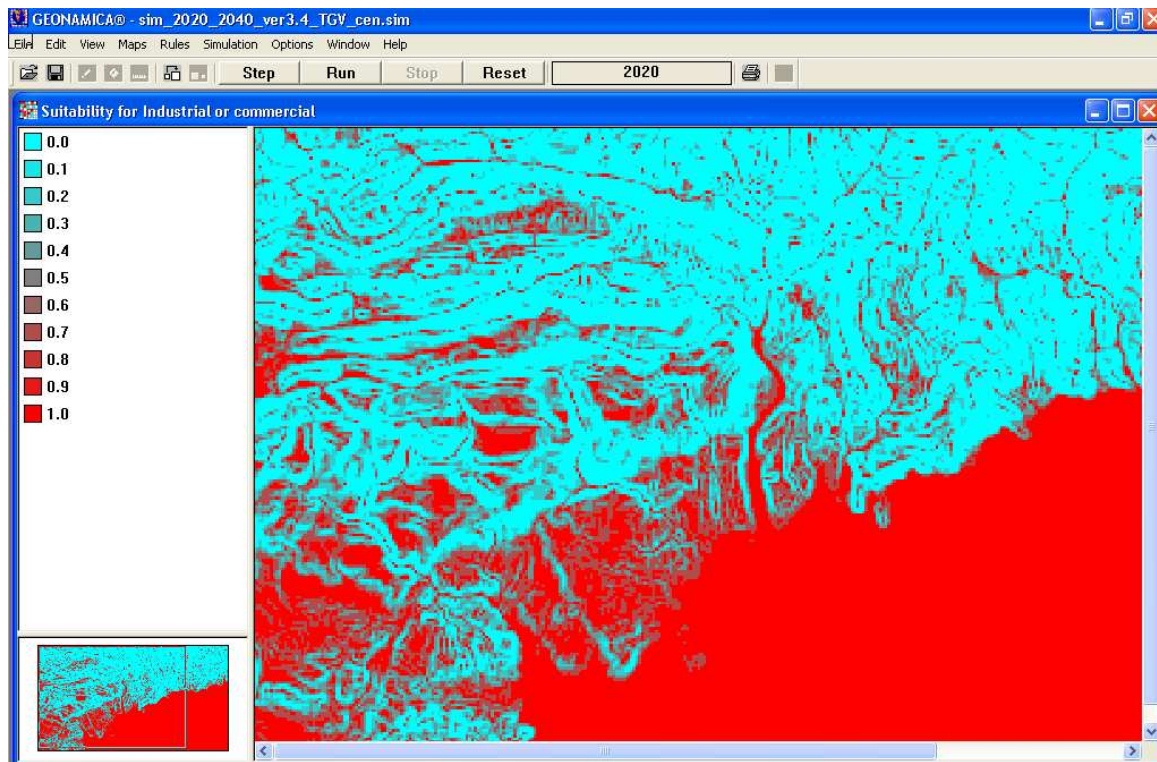 GEONAMICA® - sim_2020_2040_ver3.4_TGV_cen.sim
File Edit View Maps Rules Simulation Options Window Help
Step Run Stop Reset 2020
Suitability for Industrial or commercial
0.0
0.1
0.2
0.3
0.4
0.5
0.6
0.7
0.8
0.9
1.0